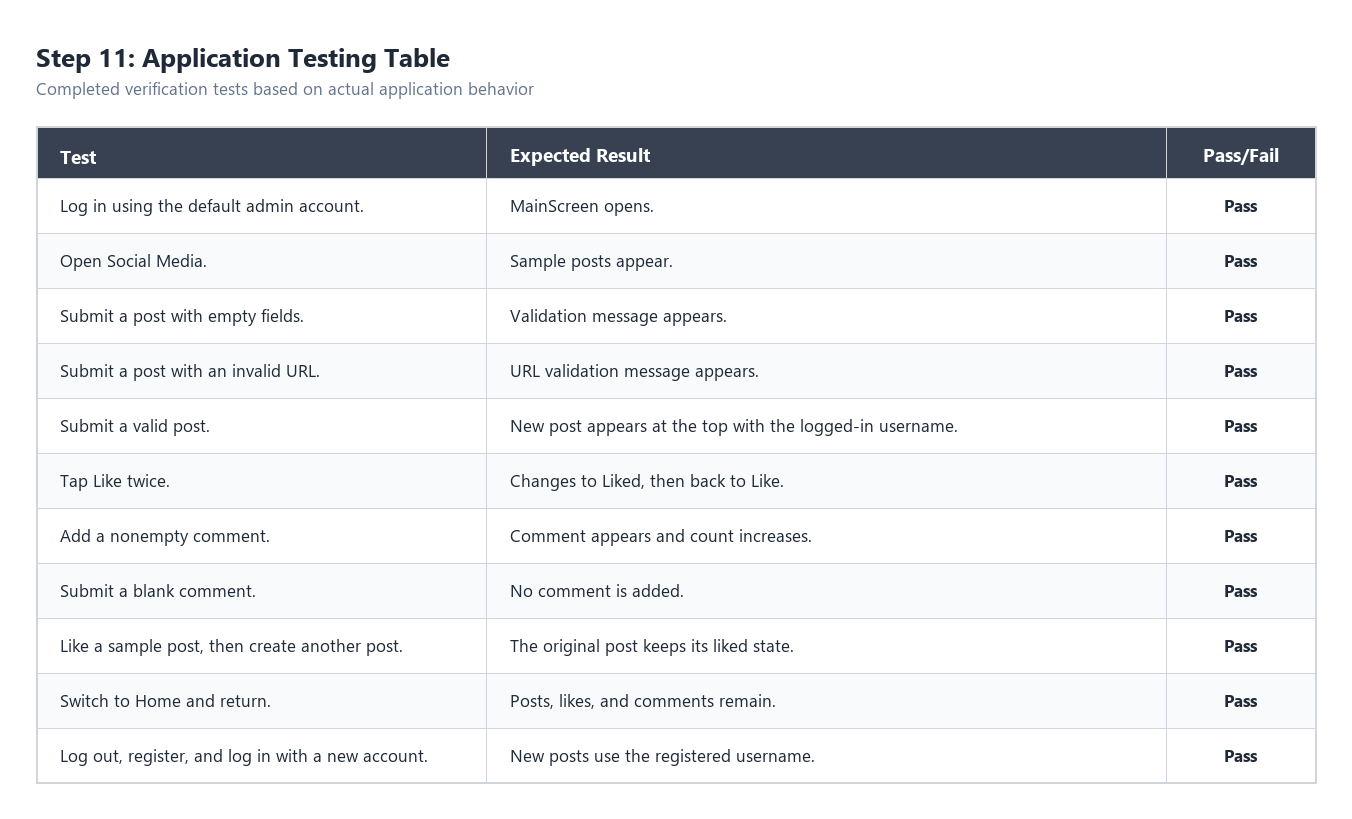 Step 11: Application Testing Table
Completed verification tests based on actual application behavior
Test Expected Result Pass/Fail
Log in using the default admin account. MainScreen opens. Pass
Open Social Media. Sample posts appear. Pass
Submit a post with empty fields. Validation message appears. Pass
Submit a post with an invalid URL. URL validation message appears. Pass
Submit a valid post. New post appears at the top with the logged-in username. Pass
Tap Like twice. Changes to Liked, then back to Like. Pass
Add a nonempty comment. Comment appears and count increases. Pass
Submit a blank comment. No comment is added. Pass
Like a sample post, then create another post. The original post keeps its liked state. Pass
Switch to Home and return. Posts, likes, and comments remain. Pass
Log out, register, and log in with a new account. New posts use the registered username. Pass